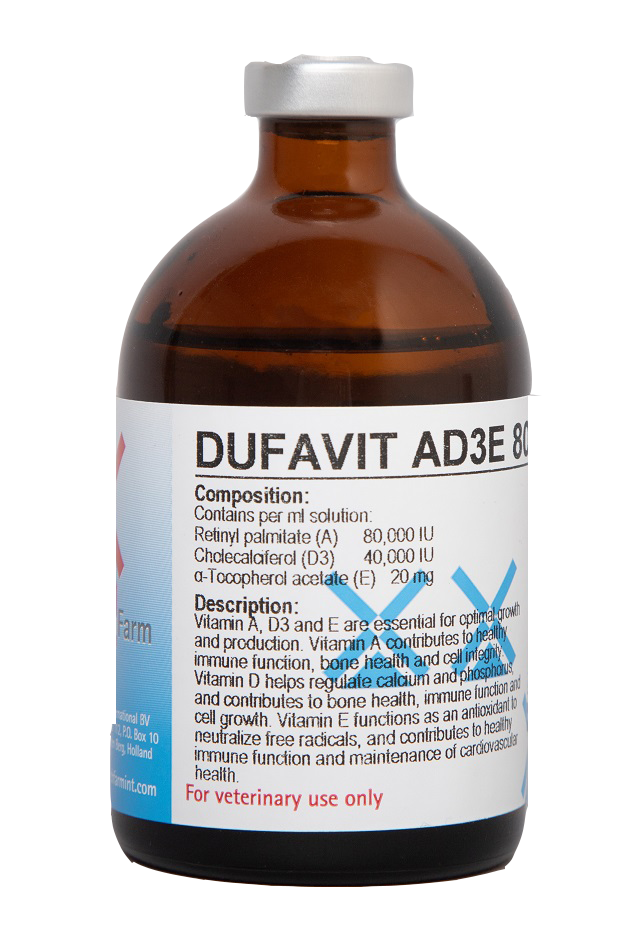 DUFAVIT AD3E 80
Composition:
Contains per ml solution:
Retinyl palmitate (A) 80,000 IU
Cholecalciferol (D3) 40,000 IU
α-Tocopherol acetate (E) 20 mg
Description:
Vitamin A, D3 and E are essential for optimal growth
and production. Vitamin A contributes to healthy
immune function, bone health and cell integrity.
Vitamin D helps regulate calcium and phosphorus,
and contributes to bone health, immune function and
cell growth. Vitamin E functions as an antioxidant to
neutralize free radicals, and contributes to healthy
immune function and maintenance of cardiovascular
health.
For veterinary use only
Farm
national BV
P.O. Box 10
Berg, Holland
farmint.com